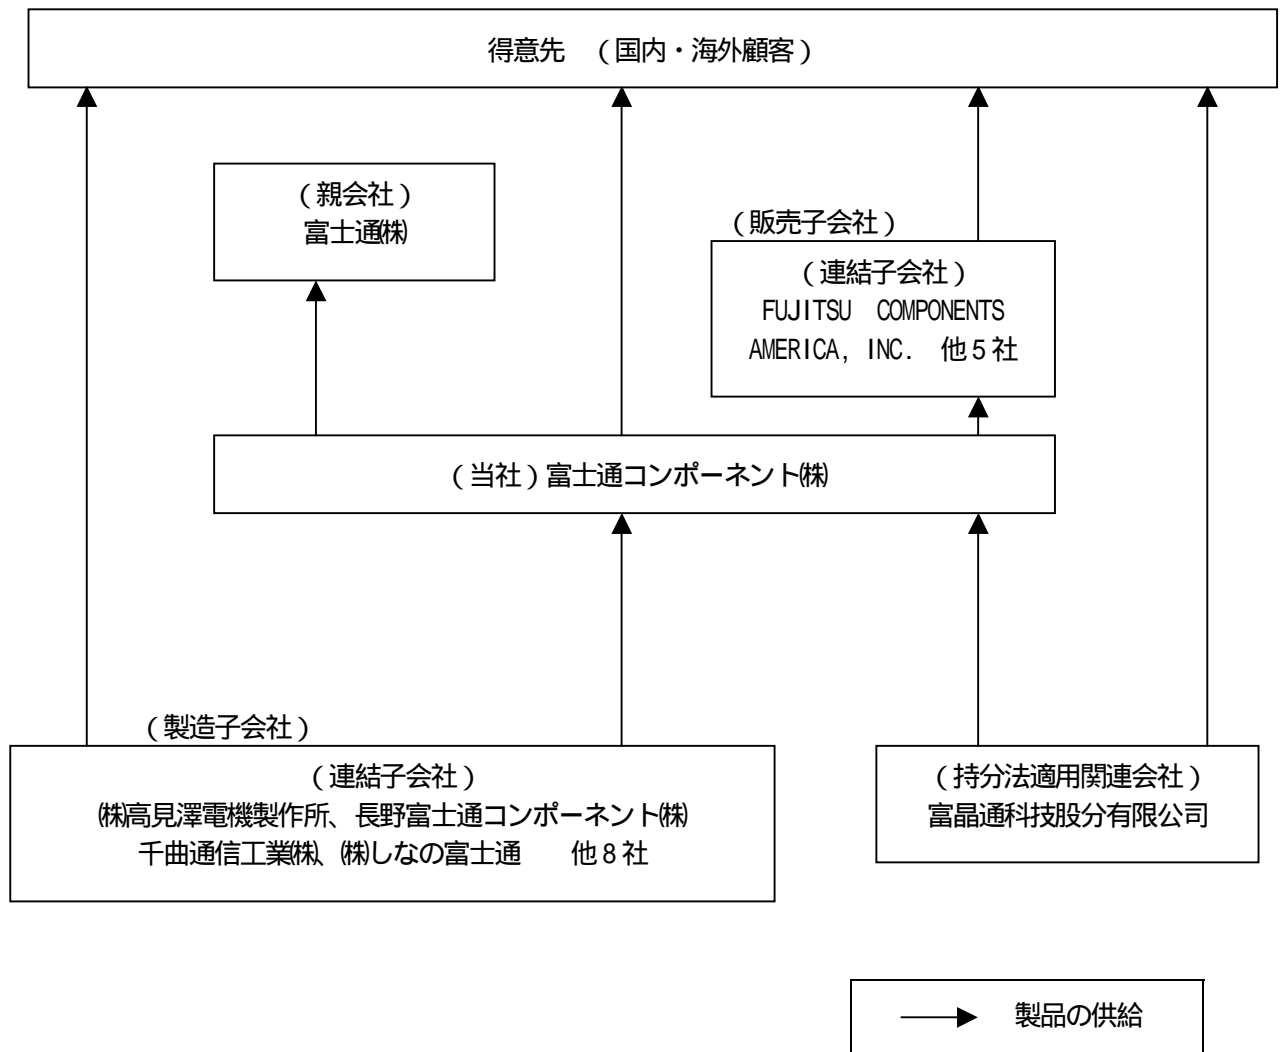 得意先　（国内・海外顧客）
（親会社）
富士通㈱
（販売子会社）
（連結子会社）
FUJITSU　COMPONENTS
AMERICA, INC.　他５社
（当社）富士通コンポーネント㈱
（製造子会社）
（連結子会社）
㈱高見澤電機製作所、長野富士通コンポーネント㈱
千曲通信工業㈱、㈱しなの富士通　　他８社
（持分法適用関連会社）
富晶通科技股分有限公司
製品の供給